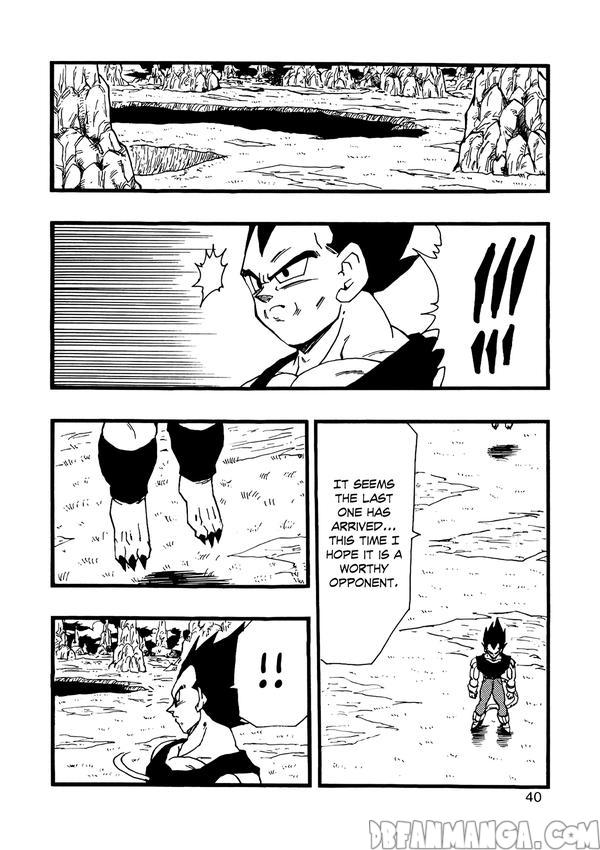 !!!
!!!
IT SEEMS
THE LAST
ONE HAS
ARRIVED...
THIS TIME I
HOPE IT IS A
WORTHY
OPPONENT.
!!
40
DBFANMANGA.COM